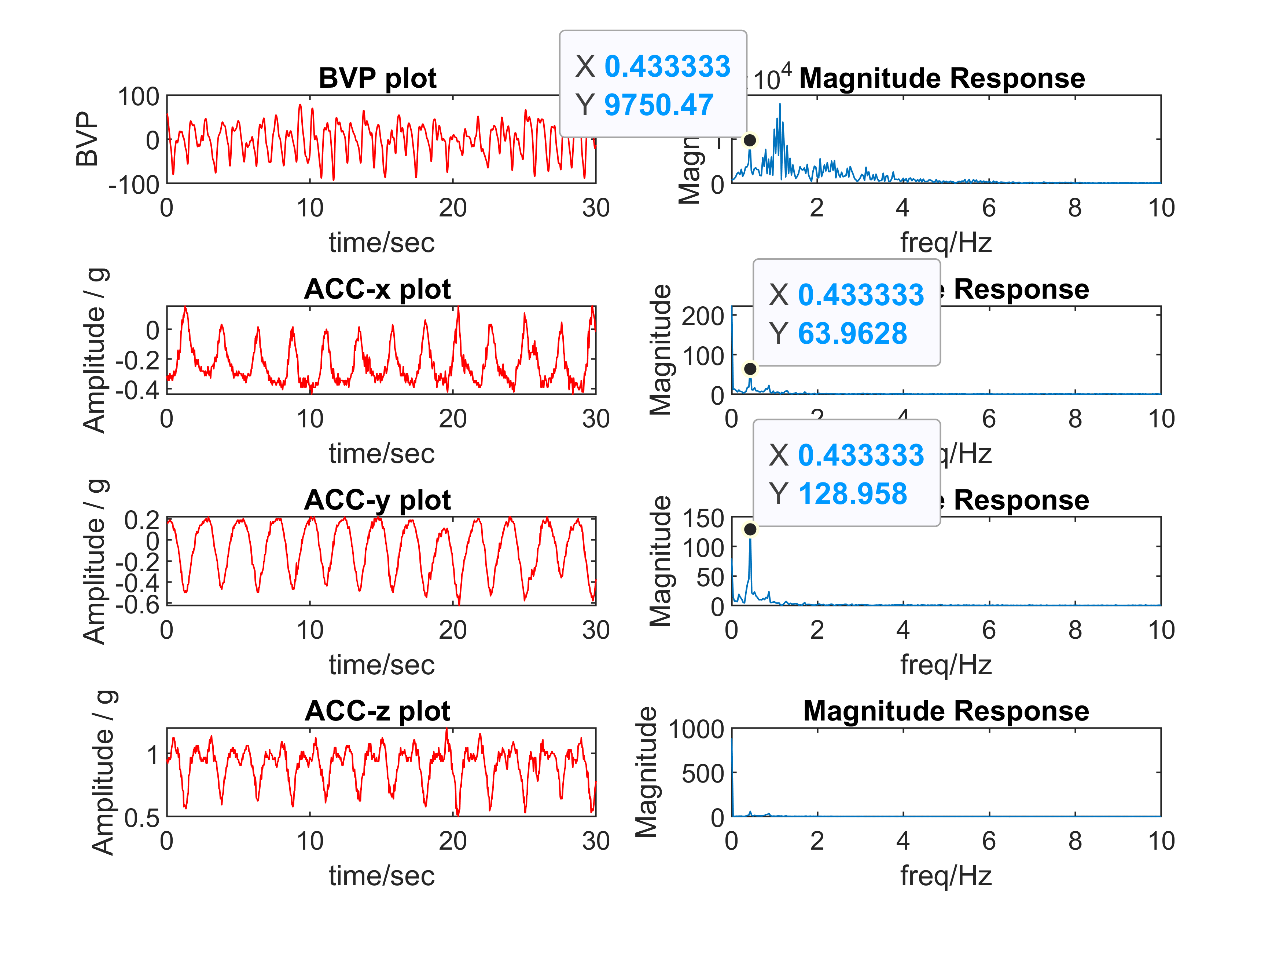 X 0.433333
Y 9750.47
BVP plot
10^4
Magnitude Response
100
0
-100
BVP
0 10 20 30
time/sec
1
0
Magn
2 4 6 8 10
freq/Hz
X 0.433333
Y 63.9628
ACC-x plot
Response
0
-0.2
-0.4
Amplitude / g
0 10 20 30
time/sec
200
100
0
Magnitude
0 2 4 6 8 10
/Hz
X 0.433333
Y 128.958
ACC-y plot
Response
0.2
0
-0.2
-0.4
-0.6
Amplitude / g
0 10 20 30
time/sec
150
100
50
0
Magnitude
0 2 4 6 8 10
freq/Hz
ACC-z plot
Magnitude Response
1
0.5
Amplitude / g
0 10 20 30
time/sec
1000
500
0
Magnitude
0 2 4 6 8 10
freq/Hz